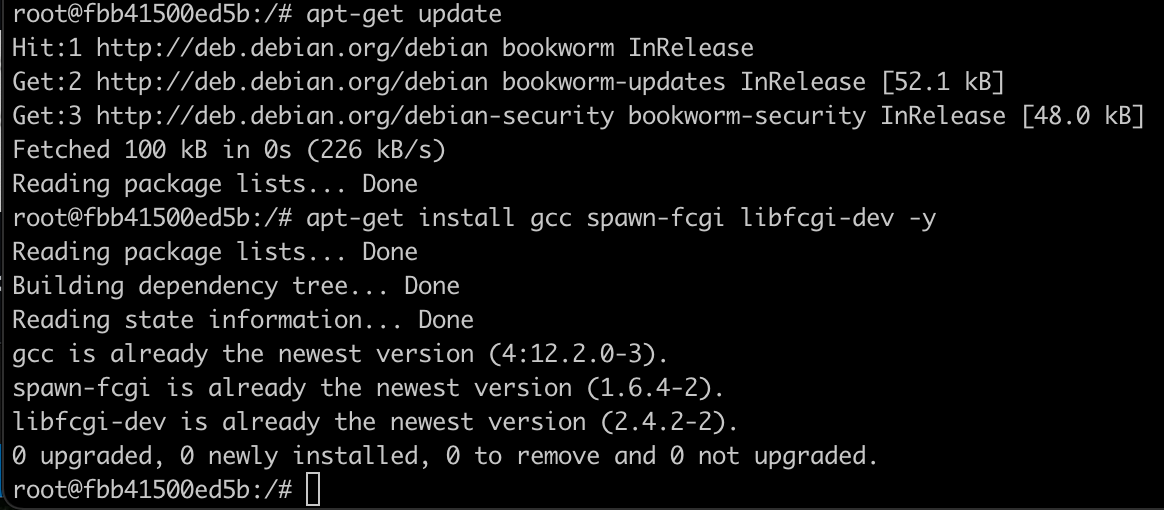 root@fbb41500ed5b:/# apt-get update
Hit:1 http://deb.debian.org/debian bookworm InRelease
Get:2 http://deb.debian.org/debian bookworm-updates InRelease [52.1 kB]
Get:3 http://deb.debian.org/debian-security bookworm-security InRelease [48.0 kB]
Fetched 100 kB in 0s (226 kB/s)
Reading package lists... Done
root@fbb41500ed5b:/# apt-get install gcc spawn-fcgi libfcgi-dev -y
Reading package lists... Done
Building dependency tree... Done
Reading state information... Done
gcc is already the newest version (4:12.2.0-3).
spawn-fcgi is already the newest version (1.6.4-2).
libfcgi-dev is already the newest version (2.4.2-2).
0 upgraded, 0 newly installed, 0 to remove and 0 not upgraded.
root@fbb41500ed5b:/#